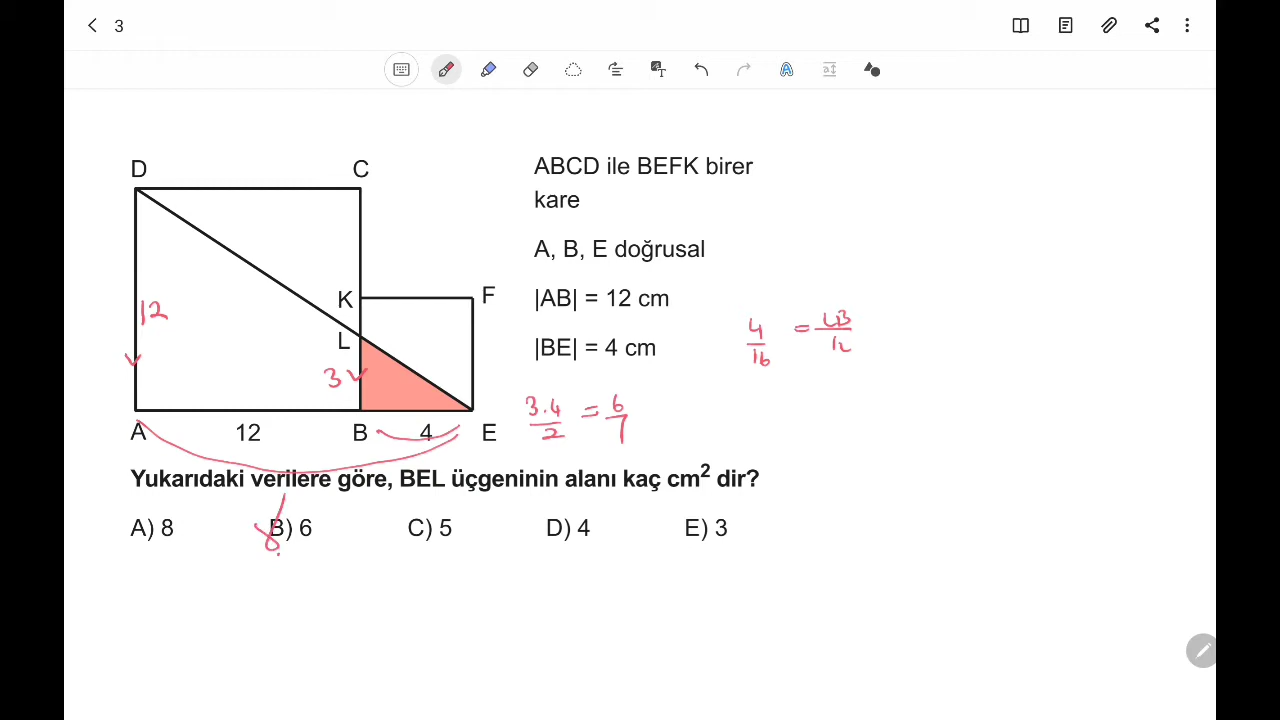 3
D C
ABCD ile BEFK birer
kare
A, B, E doğrusal
K F
|AB| = 12 cm
12
4/16 = LB/12
L
|BE| = 4 cm
3
3.4/2 = 6
A 12 B 4 E
Yukarıdaki verilere göre, BEL üçgeninin alanı kaç cm² dir?
A) 8 B) 6 C) 5 D) 4 E) 3